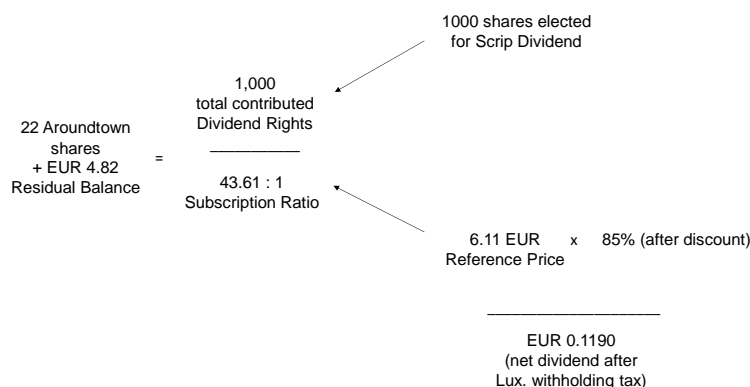 1000 shares elected
for Scrip Dividend
1,000
total contributed
Dividend Rights
22 Aroundtown
shares
+ EUR 4.82
Residual Balance
=
43.61 : 1
Subscription Ratio
6.11 EUR x 85% (after discount)
Reference Price
EUR 0.1190
(net dividend after
Lux. withholding tax)